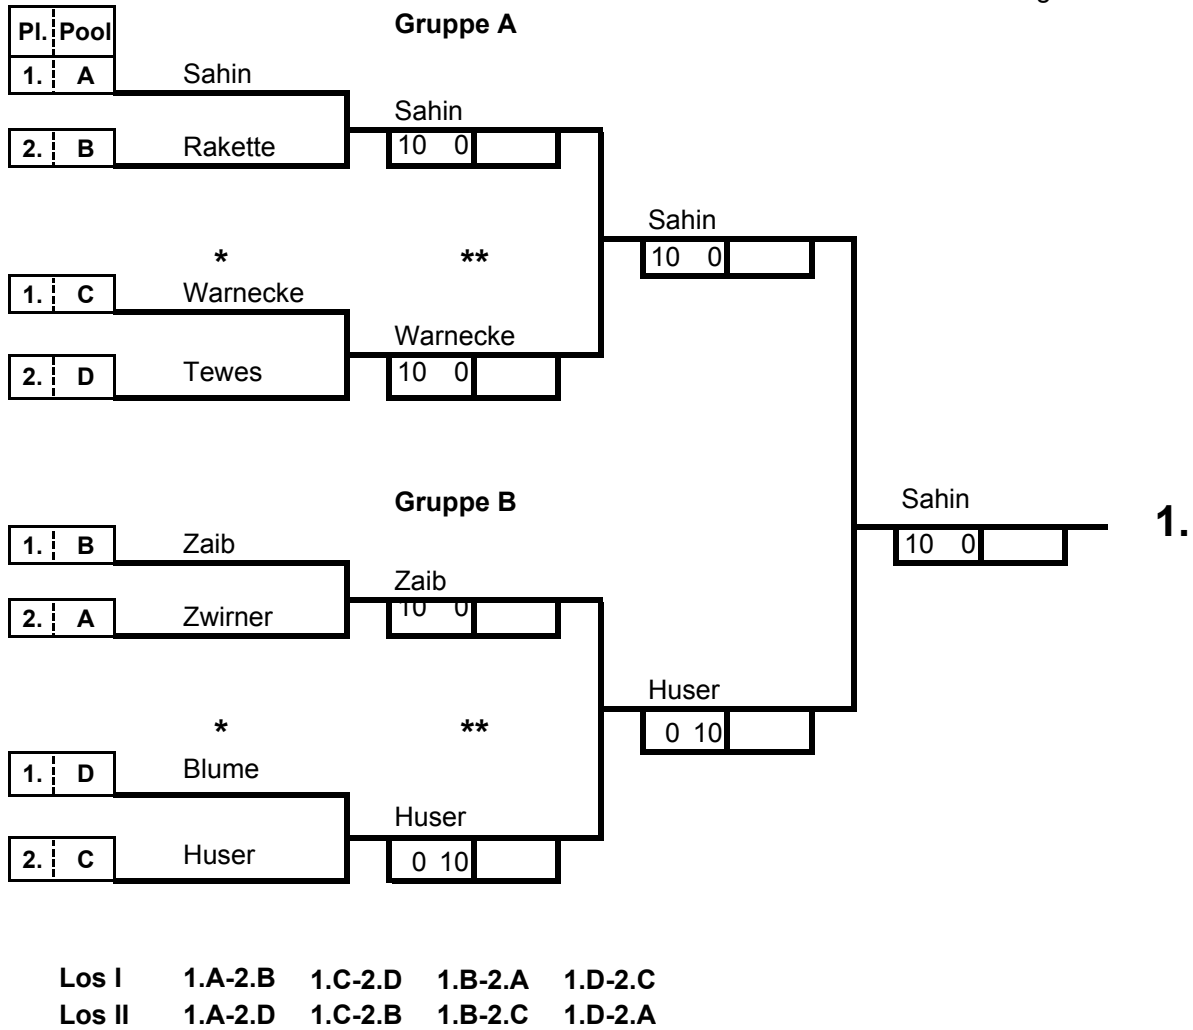 g
Pl. Pool Gruppe A
1. A Sahin
Sahin
2. B Rakette 10 0
Sahin
* ** 10 0
1. C Warnecke
Warnecke
2. D Tewes 10 0
Gruppe B Sahin
1.
1. B Zaib 10 0
Zaib
2. A Zwirner 10 0
Huser
* ** 0 10
1. D Blume
Huser
2. C Huser 0 10
Los I 1.A-2.B 1.C-2.D 1.B-2.A 1.D-2.C
Los II 1.A-2.D 1.C-2.B 1.B-2.C 1.D-2.A